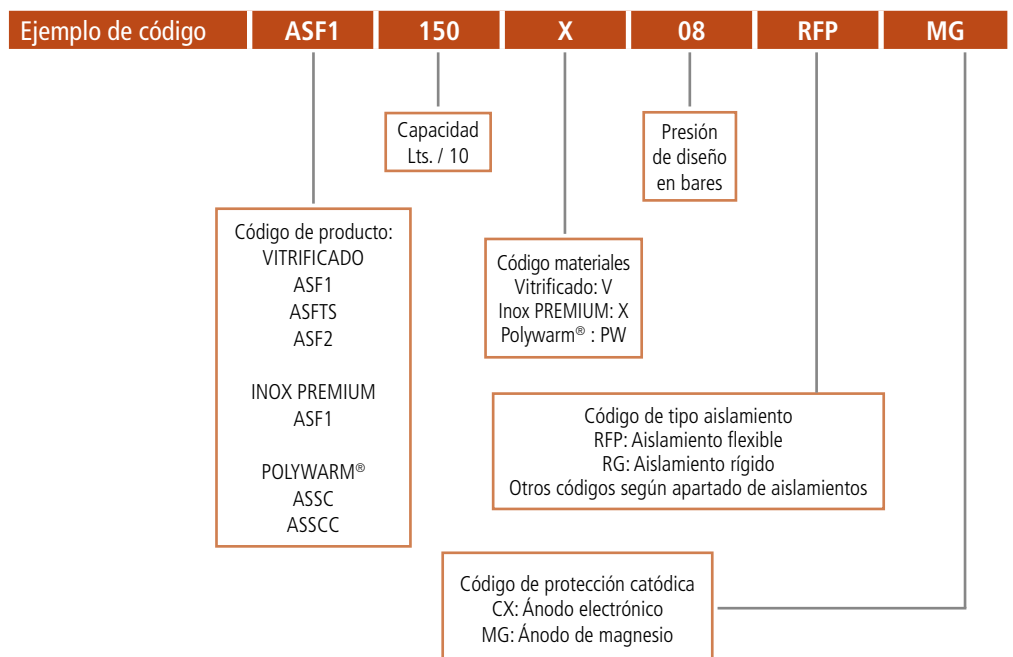 Ejemplo de código ASF1 150 X 08 RFP MG
Capacidad
Lts. / 10
Presión
de diseño
en bares
Código de producto:
VITRIFICADO
ASF1
ASFTS
ASF2
INOX PREMIUM
ASF1
POLYWARM®
ASSC
ASSCC
Código materiales
Vitrificado: V
Inox PREMIUM: X
Polywarm® : PW
Código de tipo aislamiento
RFP: Aislamiento flexible
RG: Aislamiento rígido
Otros códigos según apartado de aislamientos
Código de protección catódica
CX: Ánodo electrónico
MG: Ánodo de magnesio